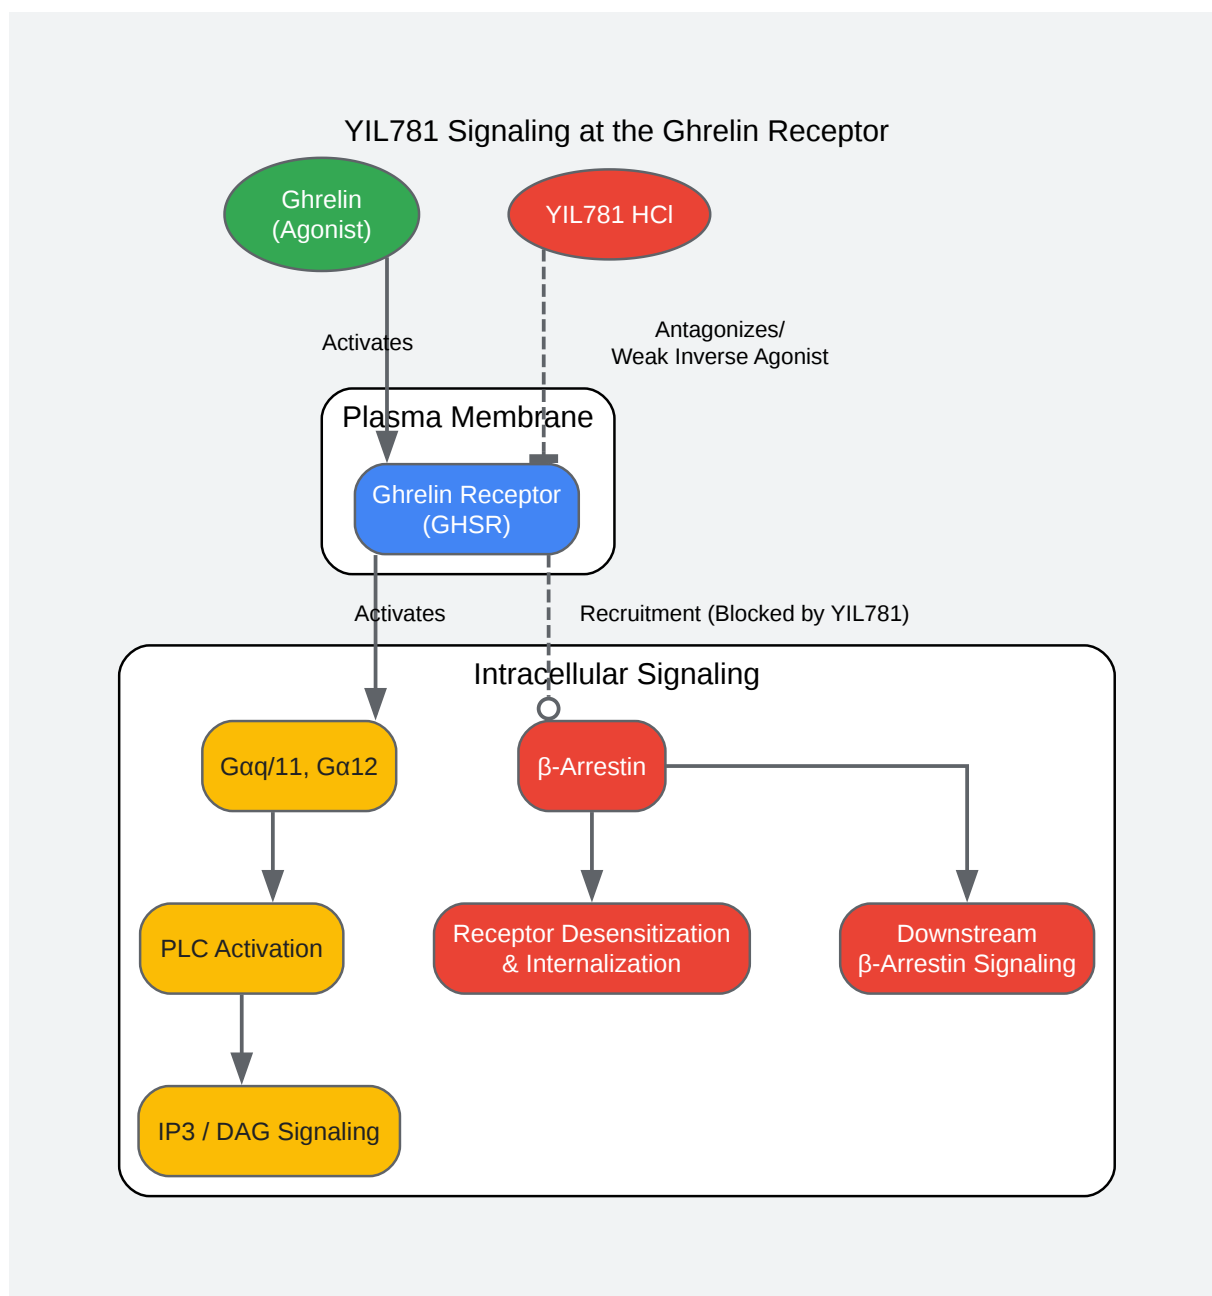 YIL781 Signaling at the Ghrelin Receptor
Ghrelin
(Agonist)
YIL781 HCl
Activates
Antagonizes/
Weak Inverse Agonist
Plasma Membrane
Ghrelin Receptor
(GHSR)
Activates
Recruitment (Blocked by YIL781)
Intracellular Signaling
Gαq/11, Gα12
β-Arrestin
PLC Activation
Receptor Desensitization
& Internalization
Downstream
β-Arrestin Signaling
IP3 / DAG Signaling